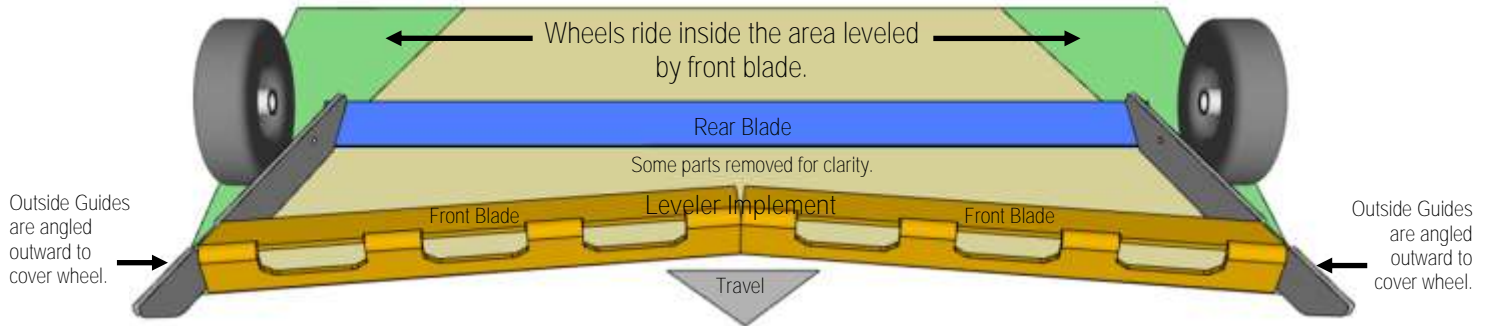 Wheels ride inside the area leveled
by front blade.
Rear Blade
Some parts removed for clarity.
Leveler Implement
Front Blade
Front Blade
Outside Guides
are angled
outward to
cover wheel.
Outside Guides
are angled
outward to
cover wheel.
Travel